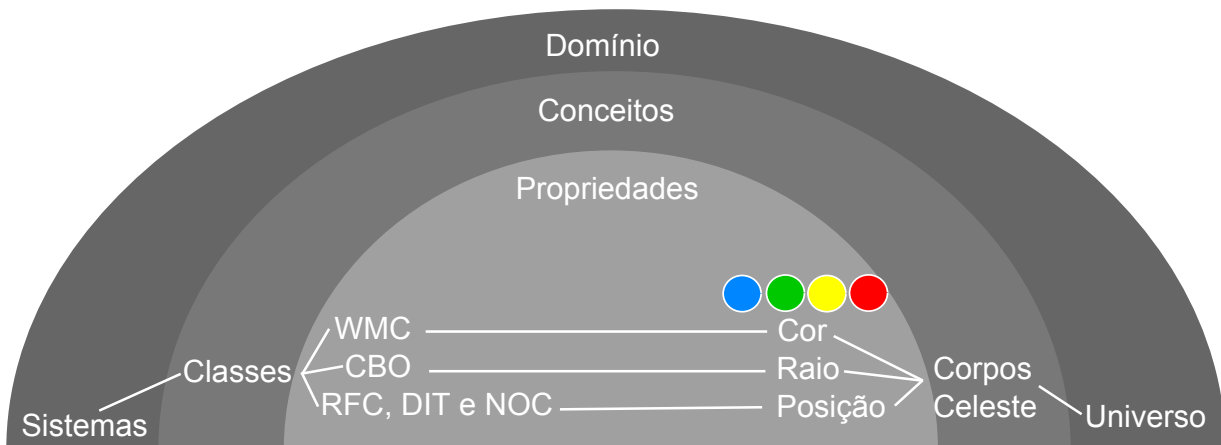 Domínio
Conceitos
Propriedades
WMC
Cor
Classes
CBO
Raio
Corpos
Celeste
RFC, DIT e NOC
Posição
Sistemas
Universo